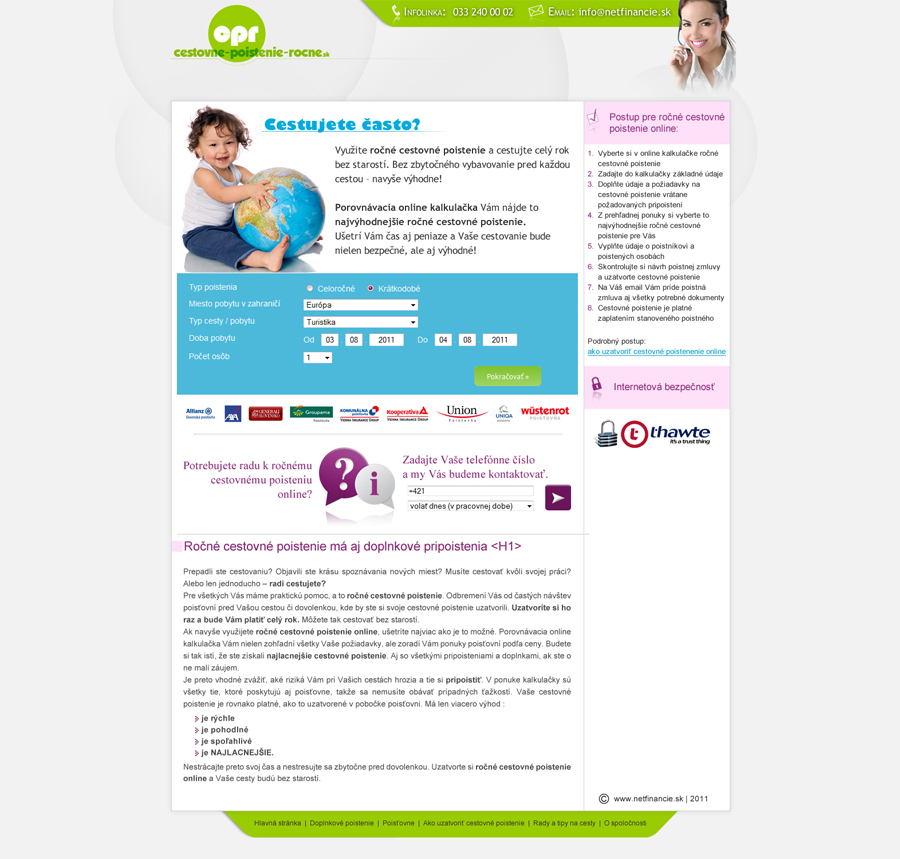 Infolinka: 033 240 00 02 Email: info@netfinancie.sk
cpr
cestovne-poistenie-rocne.sk
Cestujete často?
Využite ročné cestovné poistenie a cestujte celý rok
bez starostí. Bez zbytočného vybavovanie pred každou
cestou - navyše výhodne!
Porovnávacia online kalkulačka Vám nájde to
najvýhodnejšie ročné cestovné poistenie.
Ušetrí Vám čas aj peniaze a Vaše cestovanie bude
nielen bezpečné, ale aj výhodné!
Typ poistenia Celoročné Krátkodobé
Miesto pobytu v zahraničí Európa
Typ cesty / pobytu Turistika
Doba pobytu Od 03 . 08 . 2011 Do 04 . 08 . 2011
Počet osôb 1
Pokračovať »
Allianz AXA GENERALI SLOVENSKO Groupama KOMUNÁLNA poisťovňa VIENNA INSURANCE GROUP Kooperativa VIENNA INSURANCE GROUP Union Poisťovňa UNIQA wüstenrot POISŤOVŇA
Potrebujete radu k ročnému
cestovnému poisteniu
online?
? i
Zadajte Vaše telefónne číslo
a my Vás budeme kontaktovať.
+421
volať dnes (v pracovnej dobe)
Ročné cestovné poistenie má aj doplnkové pripoistenia <H1>
Prepadli ste cestovaniu? Objavili ste krásu spoznávania nových miest? Musíte cestovať kvôli svojej práci?
Alebo len jednoducho – radi cestujete?
Pre všetkých Vás máme praktickú pomoc, a to ročné cestovné poistenie. Odbremení Vás od častých návštev
poisťovní pred Vašou cestou či dovolenkou, kde by ste si svoje cestovné poistenie uzatvorili. Uzatvoríte si ho
raz a bude Vám platiť celý rok. Môžete tak cestovať bez starostí.
Ak navyše využijete ročné cestovné poistenie online, ušetríte najviac ako je to možné. Porovnávacia online
kalkulačka Vám nielen zohľadní všetky Vaše požiadavky, ale zoradí Vám ponuky poisťovní podľa ceny. Budete
si tak istí, že ste získali najlacnejšie cestovné poistenie. Aj so všetkými pripoisteniami a doplnkami, ak ste o
ne mali záujem.
Je preto vhodné zvážiť, aké riziká Vám pri Vašich cestách hrozia a tie si pripoistiť. V ponuke kalkulačky sú
všetky tie, ktoré poskytujú aj poisťovne, takže sa nemusíte obávať prípadných ťažkostí. Vaše cestovné
poistenie je rovnako platné, ako to uzatvorené v pobočke poisťovni. Má len viacero výhod :
je rýchle
je pohodlné
je spoľahlivé
je NAJLACNEJŠIE.
Nestrácajte preto svoj čas a nestresujte sa zbytočne pred dovolenkou. Uzatvorte si ročné cestovné poistenie
online a Vaše cesty budú bez starostí.
Postup pre ročné cestovné
poistenie online:
1. Vyberte si v online kalkulačke ročné
cestovné poistenie
2. Zadajte do kalkulačky základné údaje
3. Doplňte údaje a požiadavky na
cestovné poistenie vrátane
požadovaných pripoistení
4. Z prehľadnej ponuky si vyberte to
najvýhodnejšie ročné cestovné
poistenie pre Vás
5. Vyplňte údaje o poistníkovi a
poistených osobách
6. Skontrolujte si návrh poistnej zmluvy
a uzatvorte cestovné poistenie
7. Na Váš email Vám príde poistná
zmluva aj všetky potrebné dokumenty
8. Cestovné poistenie je platné
zaplatením stanoveného poistného
Podrobný postup:
ako uzatvoriť cestovné poistenenie online
Internetová bezpečnosť
thawte
it's a trust thing
© www.netfinancie.sk | 2011
Hlavná stránka | Doplnkové poistenie | Poisťovne | Ako uzatvoriť cestovné poistenie | Rady a tipy na cesty | O spoločnosti